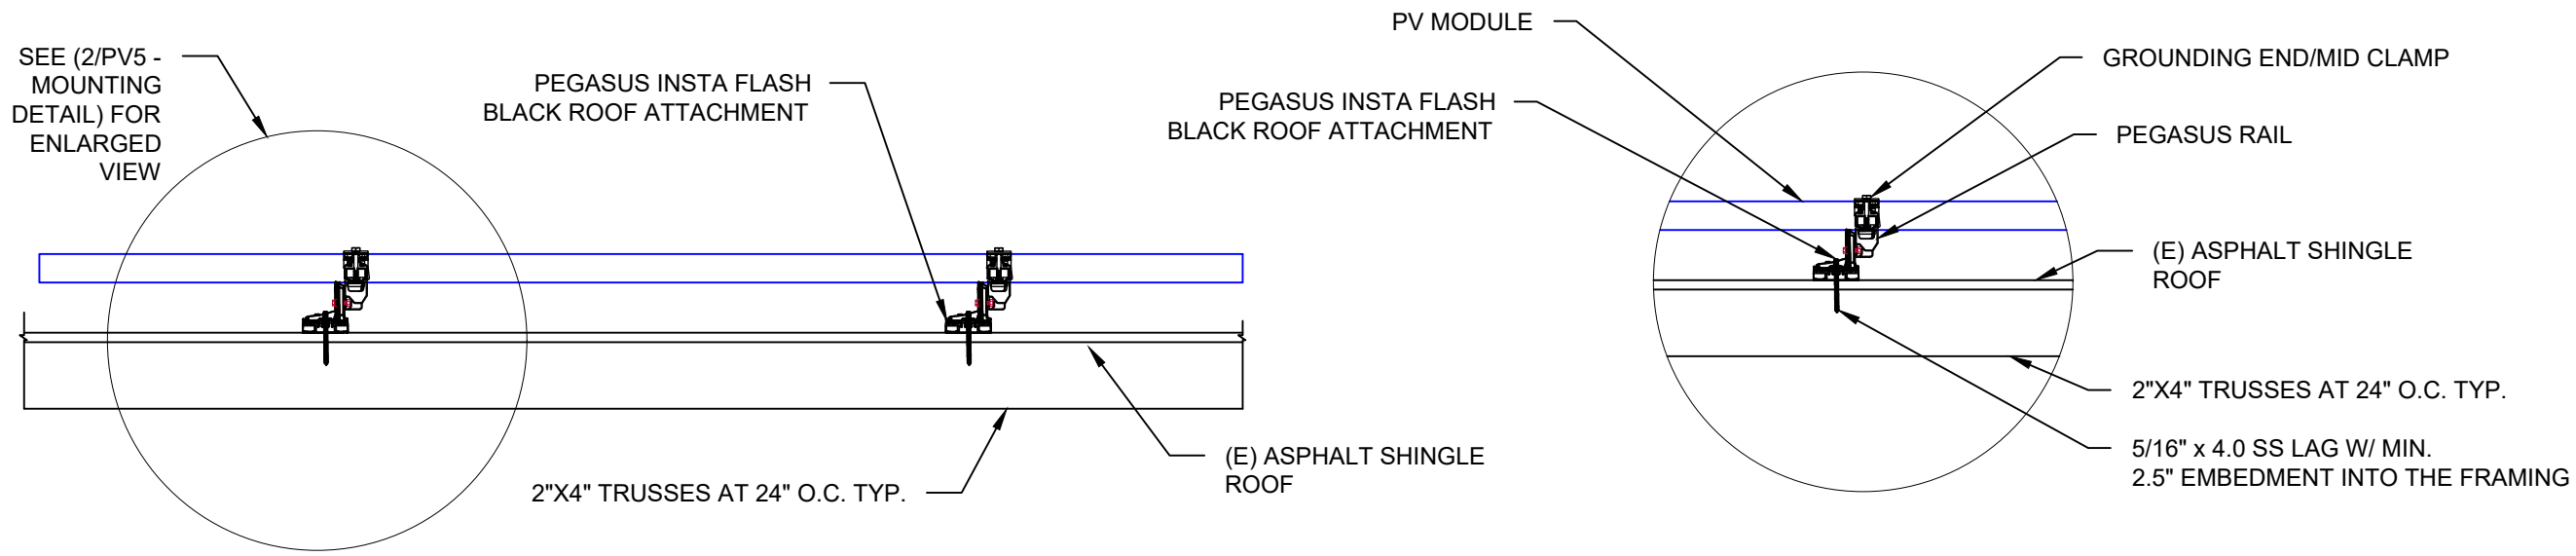 SEE (2/PV5 -
MOUNTING
DETAIL) FOR
ENLARGED
VIEW
PEGASUS INSTA FLASH
BLACK ROOF ATTACHMENT
2"X4" TRUSSES AT 24" O.C. TYP.
(E) ASPHALT SHINGLE
ROOF
PV MODULE
PEGASUS INSTA FLASH
BLACK ROOF ATTACHMENT
GROUNDING END/MID CLAMP
PEGASUS RAIL
(E) ASPHALT SHINGLE
ROOF
2"X4" TRUSSES AT 24" O.C. TYP.
5/16" x 4.0 SS LAG W/ MIN.
2.5" EMBEDMENT INTO THE FRAMING